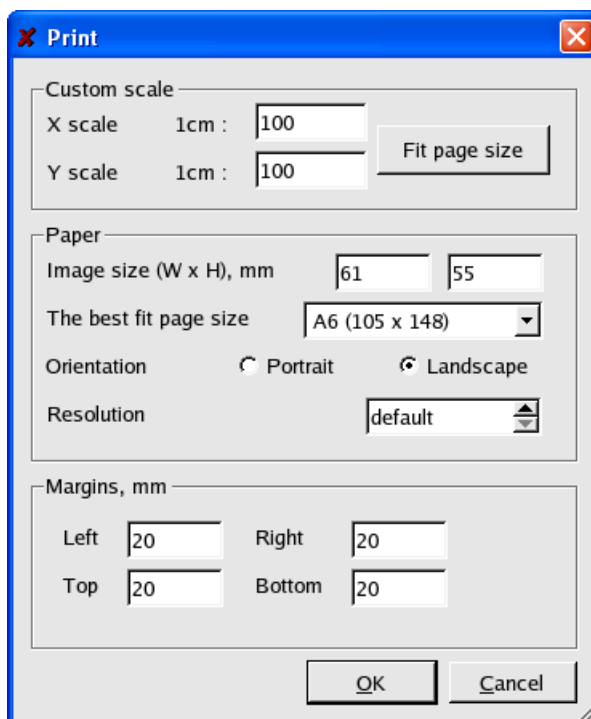 Print
Custom scale
X scale 1cm : 100
Y scale 1cm : 100
Fit page size
Paper
Image size (W x H), mm 61 55
The best fit page size A6 (105 x 148)
Orientation Portrait Landscape
Resolution default
Margins, mm
Left 20 Right 20
Top 20 Bottom 20
OK Cancel